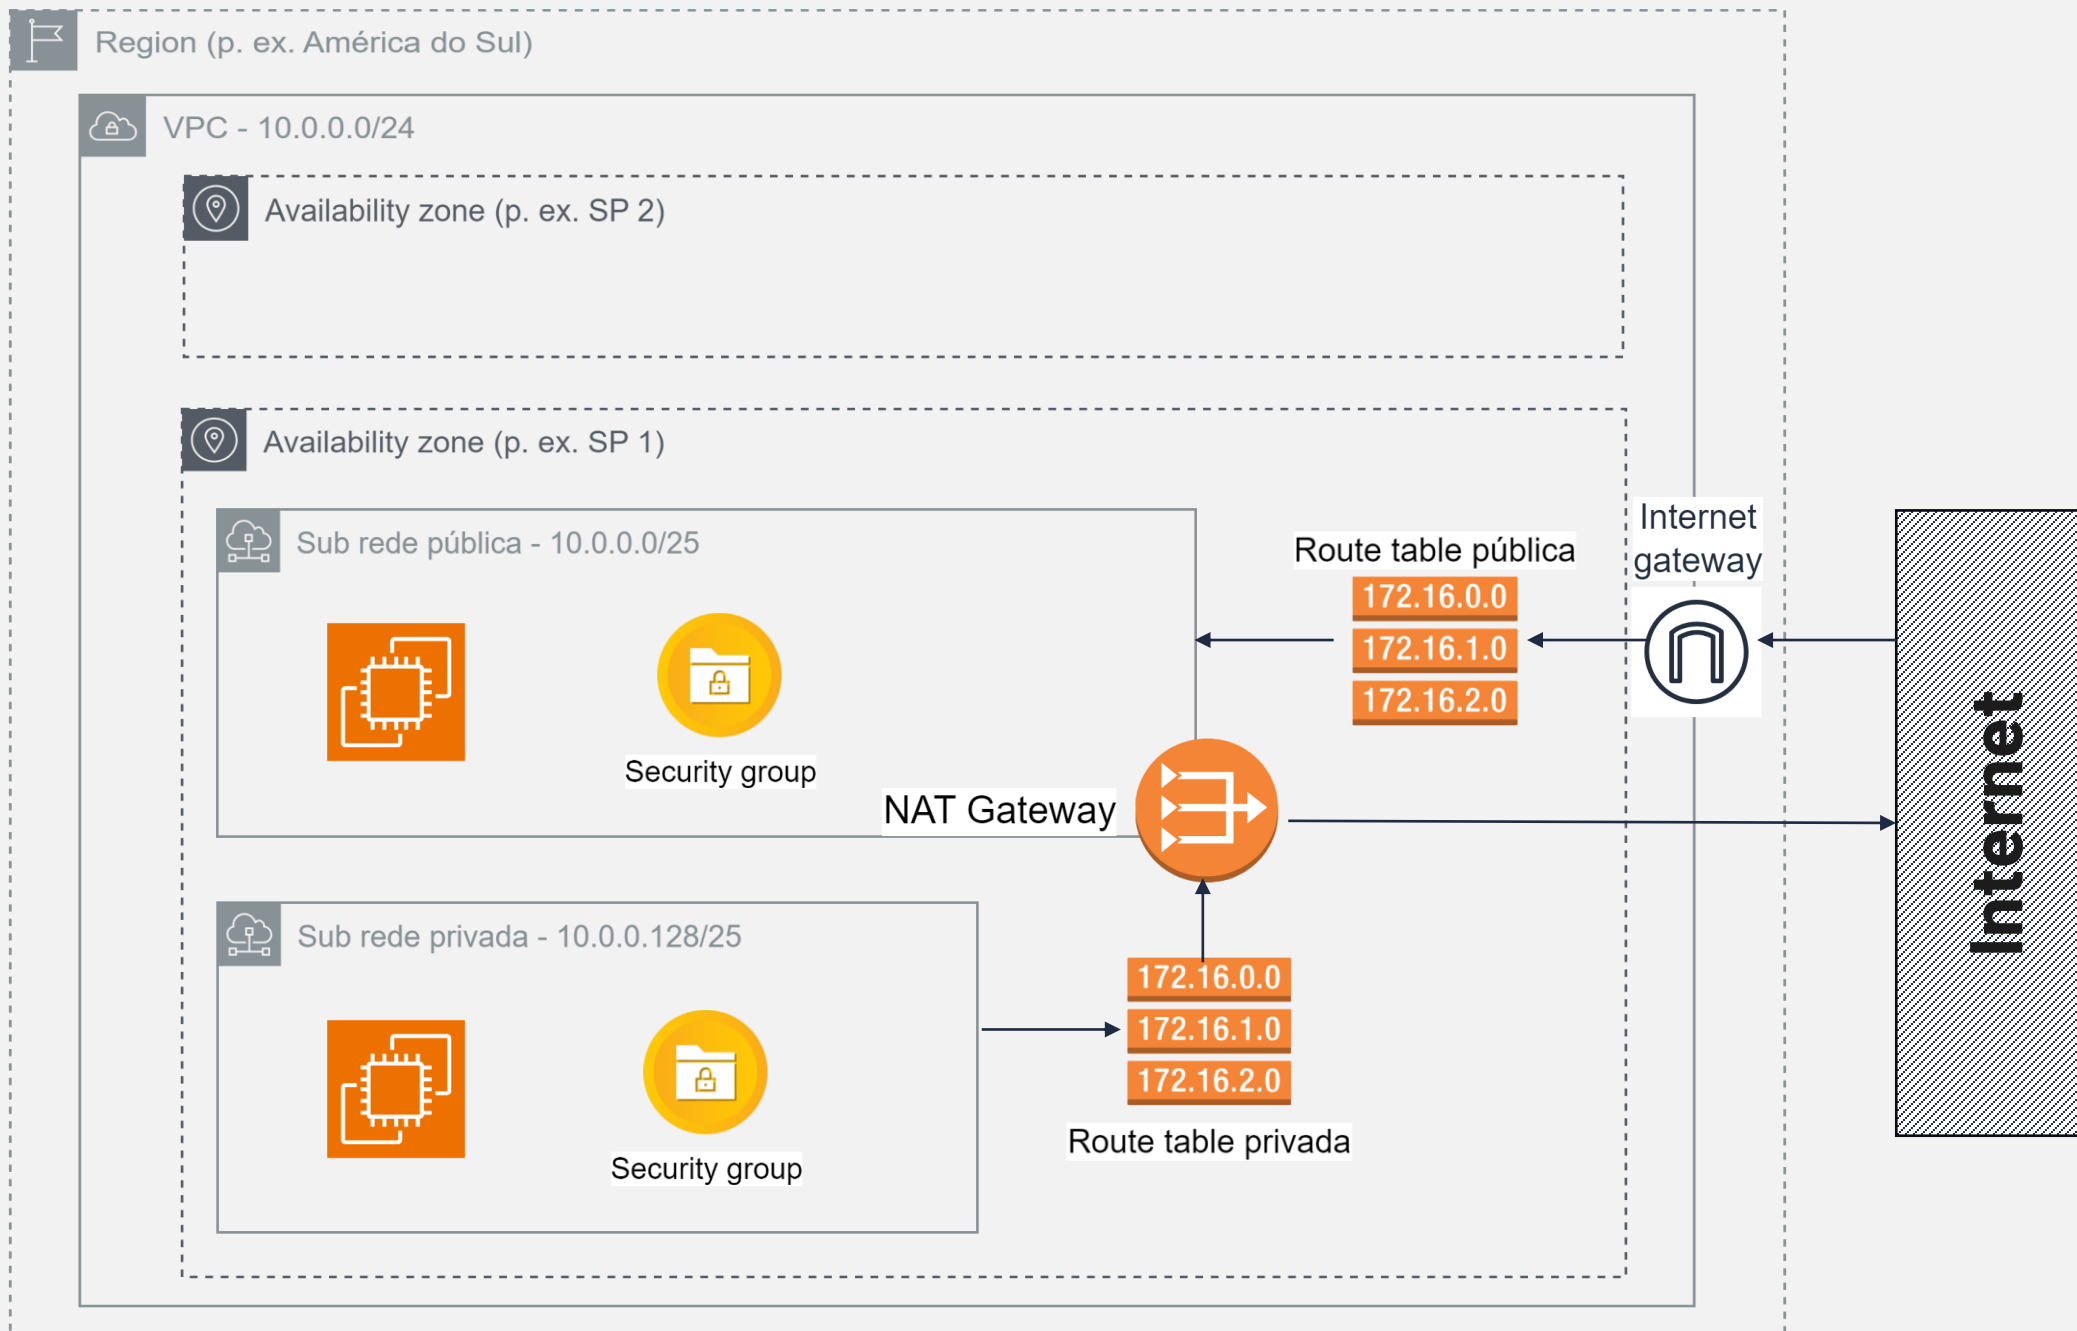 Region (p. ex. América do Sul)
VPC - 10.0.0.0/24
Availability zone (p. ex. SP 2)
Availability zone (p. ex. SP 1)
Sub rede pública - 10.0.0.0/25
Security group
NAT Gateway
Route table pública
172.16.0.0
172.16.1.0
172.16.2.0
Internet
gateway
Internet
Sub rede privada - 10.0.0.128/25
Security group
172.16.0.0
172.16.1.0
172.16.2.0
Route table privada